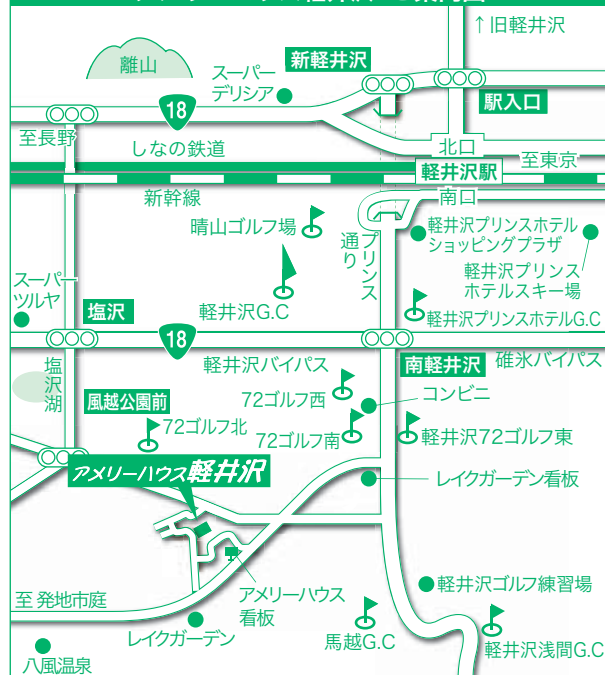 ↑旧軽井沢
離山
新軽井沢
スーパー
デリシア
18
駅入口
至長野
北口
しなの鉄道
至東京
軽井沢駅
新幹線
南口
晴山ゴルフ場
プリンス
通り
軽井沢プリンスホテル
ショッピングプラザ
軽井沢プリンス
ホテルスキー場
スーパー
ツルヤ
塩沢
軽井沢G.C
軽井沢プリンスホテルG.C
18
軽井沢バイパス
南軽井沢
碓氷バイパス
塩沢湖
風越公園前
72ゴルフ西
コンビニ
72ゴルフ北
72ゴルフ南
軽井沢72ゴルフ東
アメリーハウス軽井沢
レイクガーデン看板
アメリーハウス
看板
軽井沢ゴルフ練習場
至発地市庭
レイクガーデン
馬越G.C
軽井沢浅間G.C
八風温泉